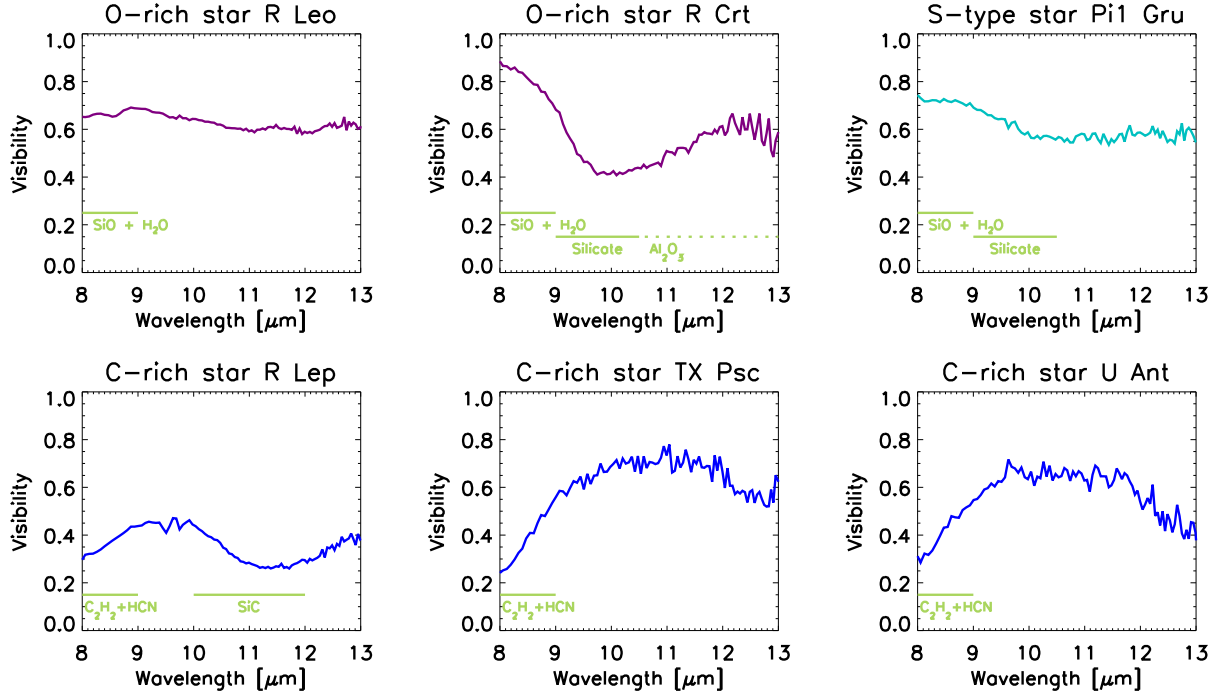 O-rich star R Leo
1.0
0.8
0.6
0.4
0.2
0.0
Visibility
SiO + H₂O
8 9 10 11 12 13
Wavelength [μm]
O-rich star R Crt
1.0
0.8
0.6
0.4
0.2
0.0
Visibility
SiO + H₂O
Silicate
Al₂O₃
8 9 10 11 12 13
Wavelength [μm]
S-type star Pi1 Gru
1.0
0.8
0.6
0.4
0.2
0.0
Visibility
SiO + H₂O
Silicate
8 9 10 11 12 13
Wavelength [μm]
C-rich star R Lep
1.0
0.8
0.6
0.4
0.2
0.0
Visibility
C₂H₂+HCN
SiC
8 9 10 11 12 13
Wavelength [μm]
C-rich star TX Psc
1.0
0.8
0.6
0.4
0.2
0.0
Visibility
C₂H₂+HCN
8 9 10 11 12 13
Wavelength [μm]
C-rich star U Ant
1.0
0.8
0.6
0.4
0.2
0.0
Visibility
C₂H₂+HCN
8 9 10 11 12 13
Wavelength [μm]